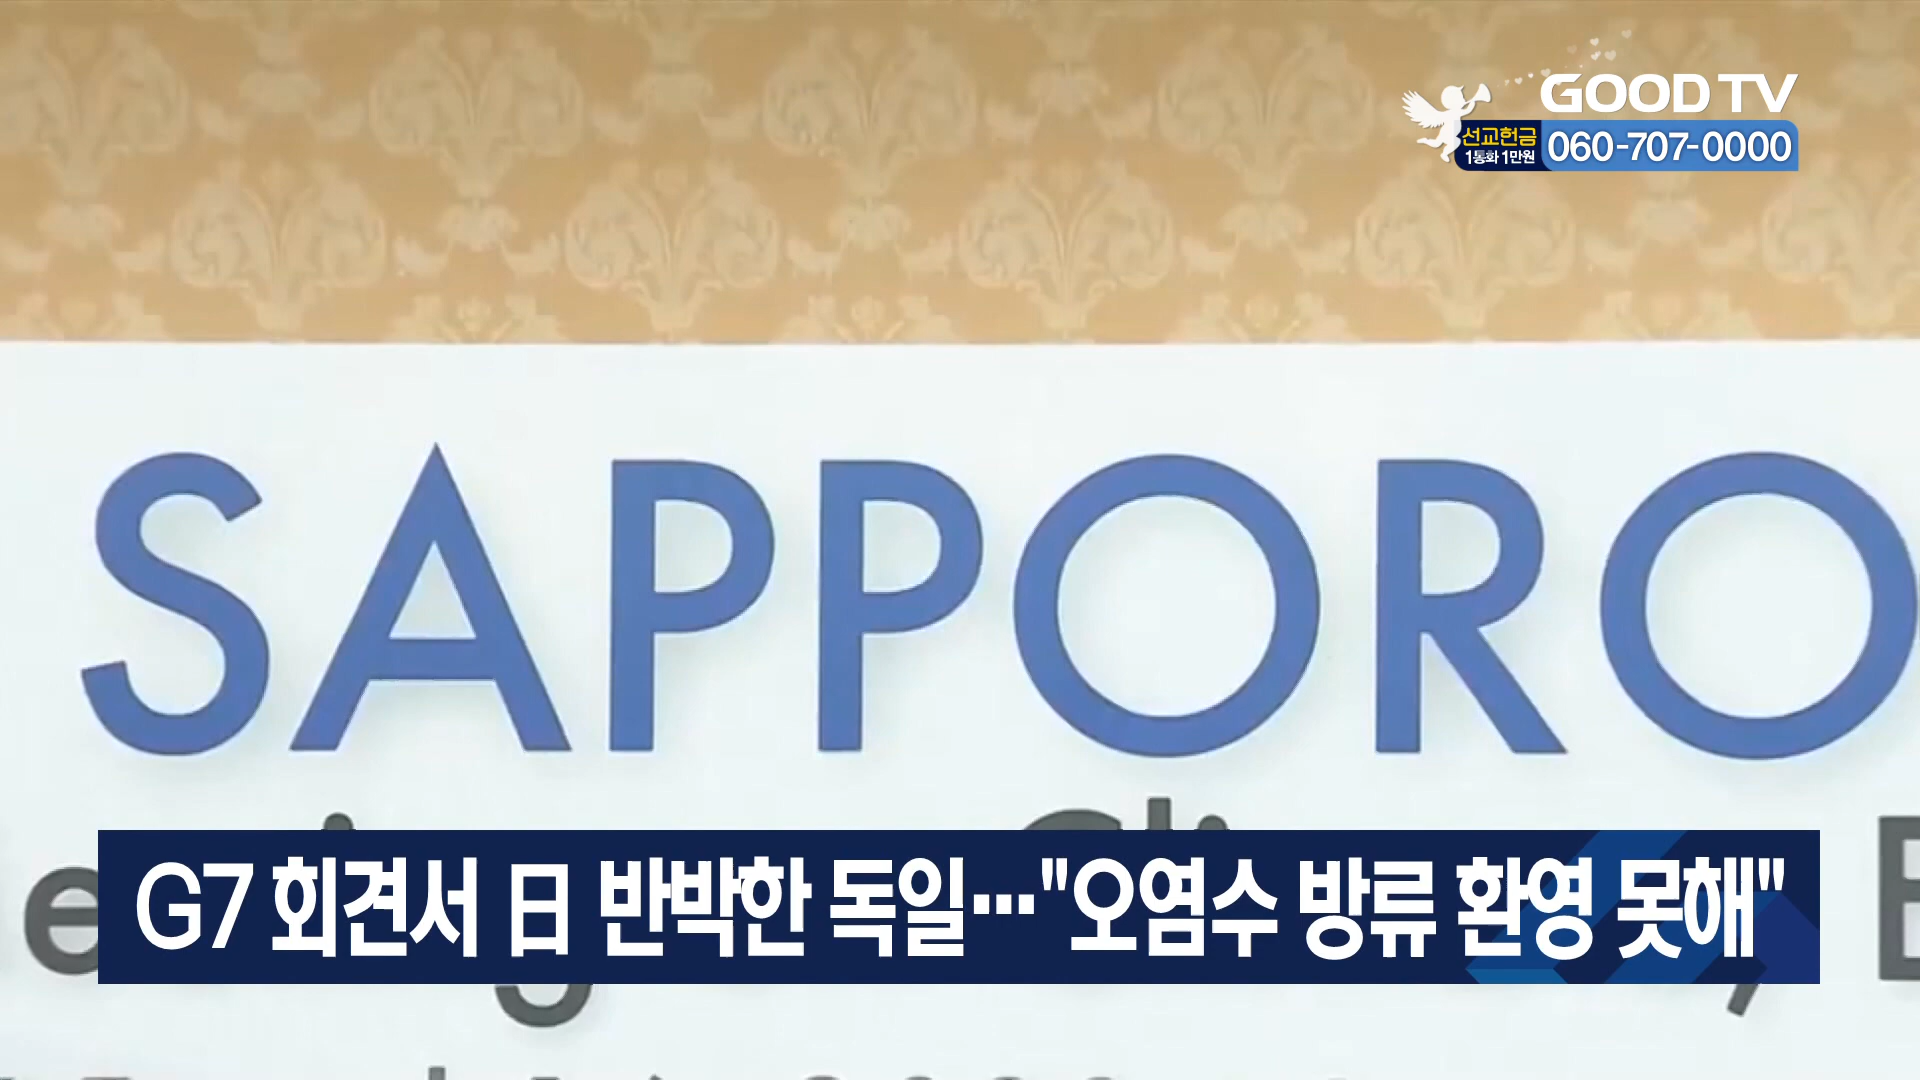 GOOD TV
선교헌금
1통화 1만원
060-707-0000
SAPPORO
G7 회견서 日 반박한 독일…"오염수 방류 환영 못해"